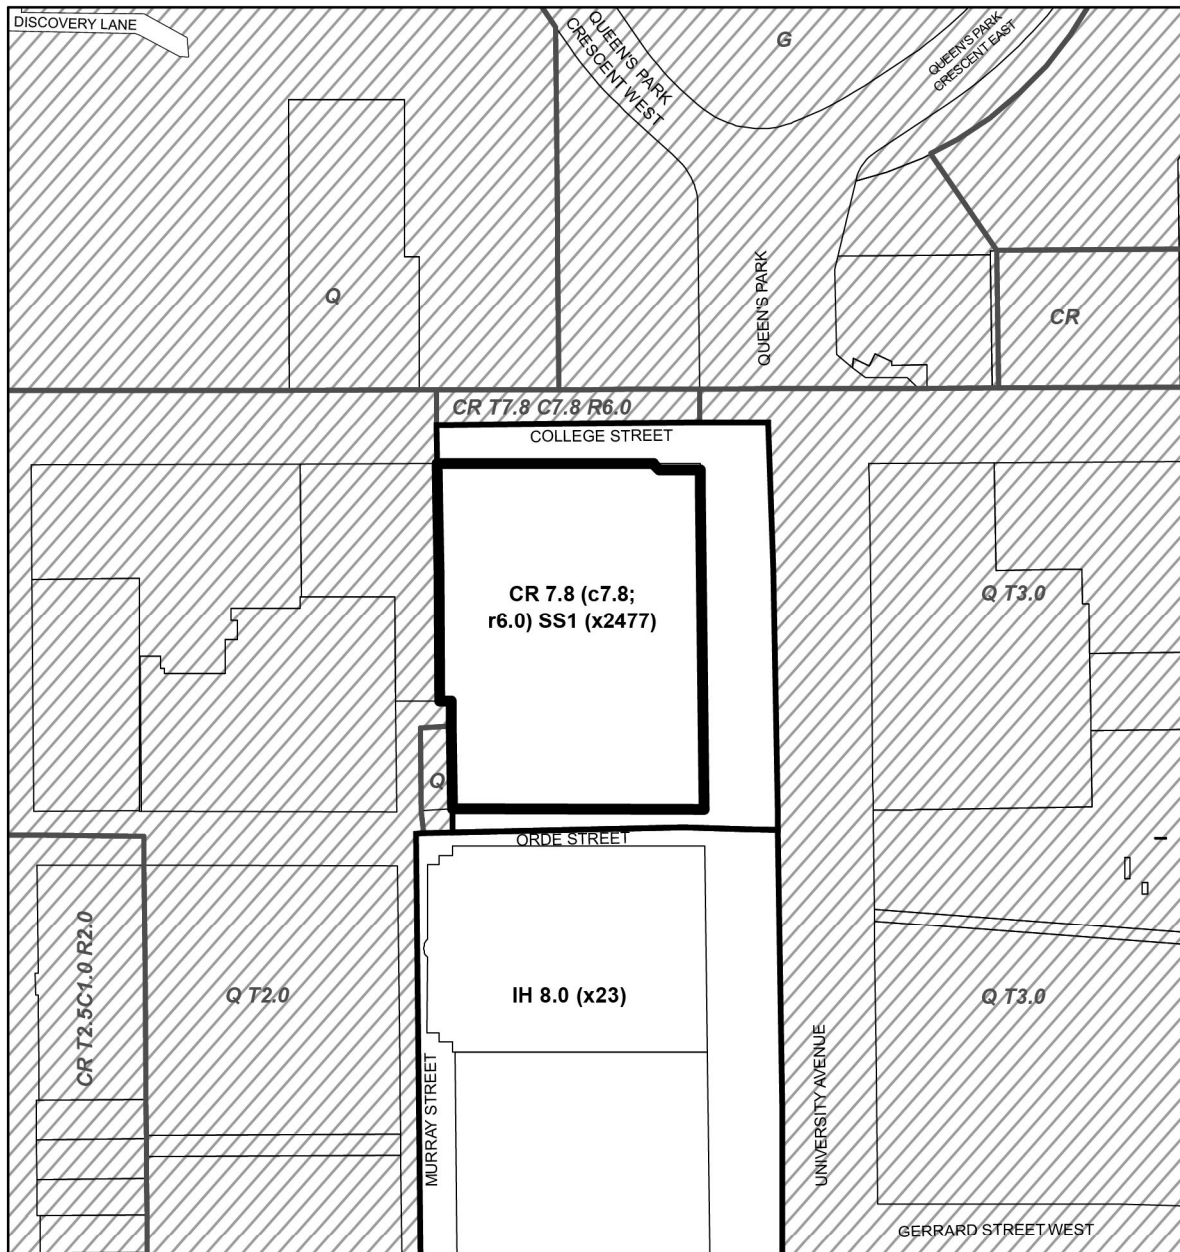 DISCOVERY LANE
QUEEN'S PARK
CRESCENT WEST
G
QUEEN'S PARK
CRESCENT EAST
Q
QUEEN'S PARK
CR
CR T7.8 C7.8 R6.0
COLLEGE STREET
CR 7.8 (c7.8;
r6.0) SS1 (x2477)
Q T3.0
Q
ORDE STREET
CR T2.5C1.0 R2.0
Q T2.0
IH 8.0 (x23)
Q T3.0
MURRAY STREET
UNIVERSITY AVENUE
GERRARD STREET WEST